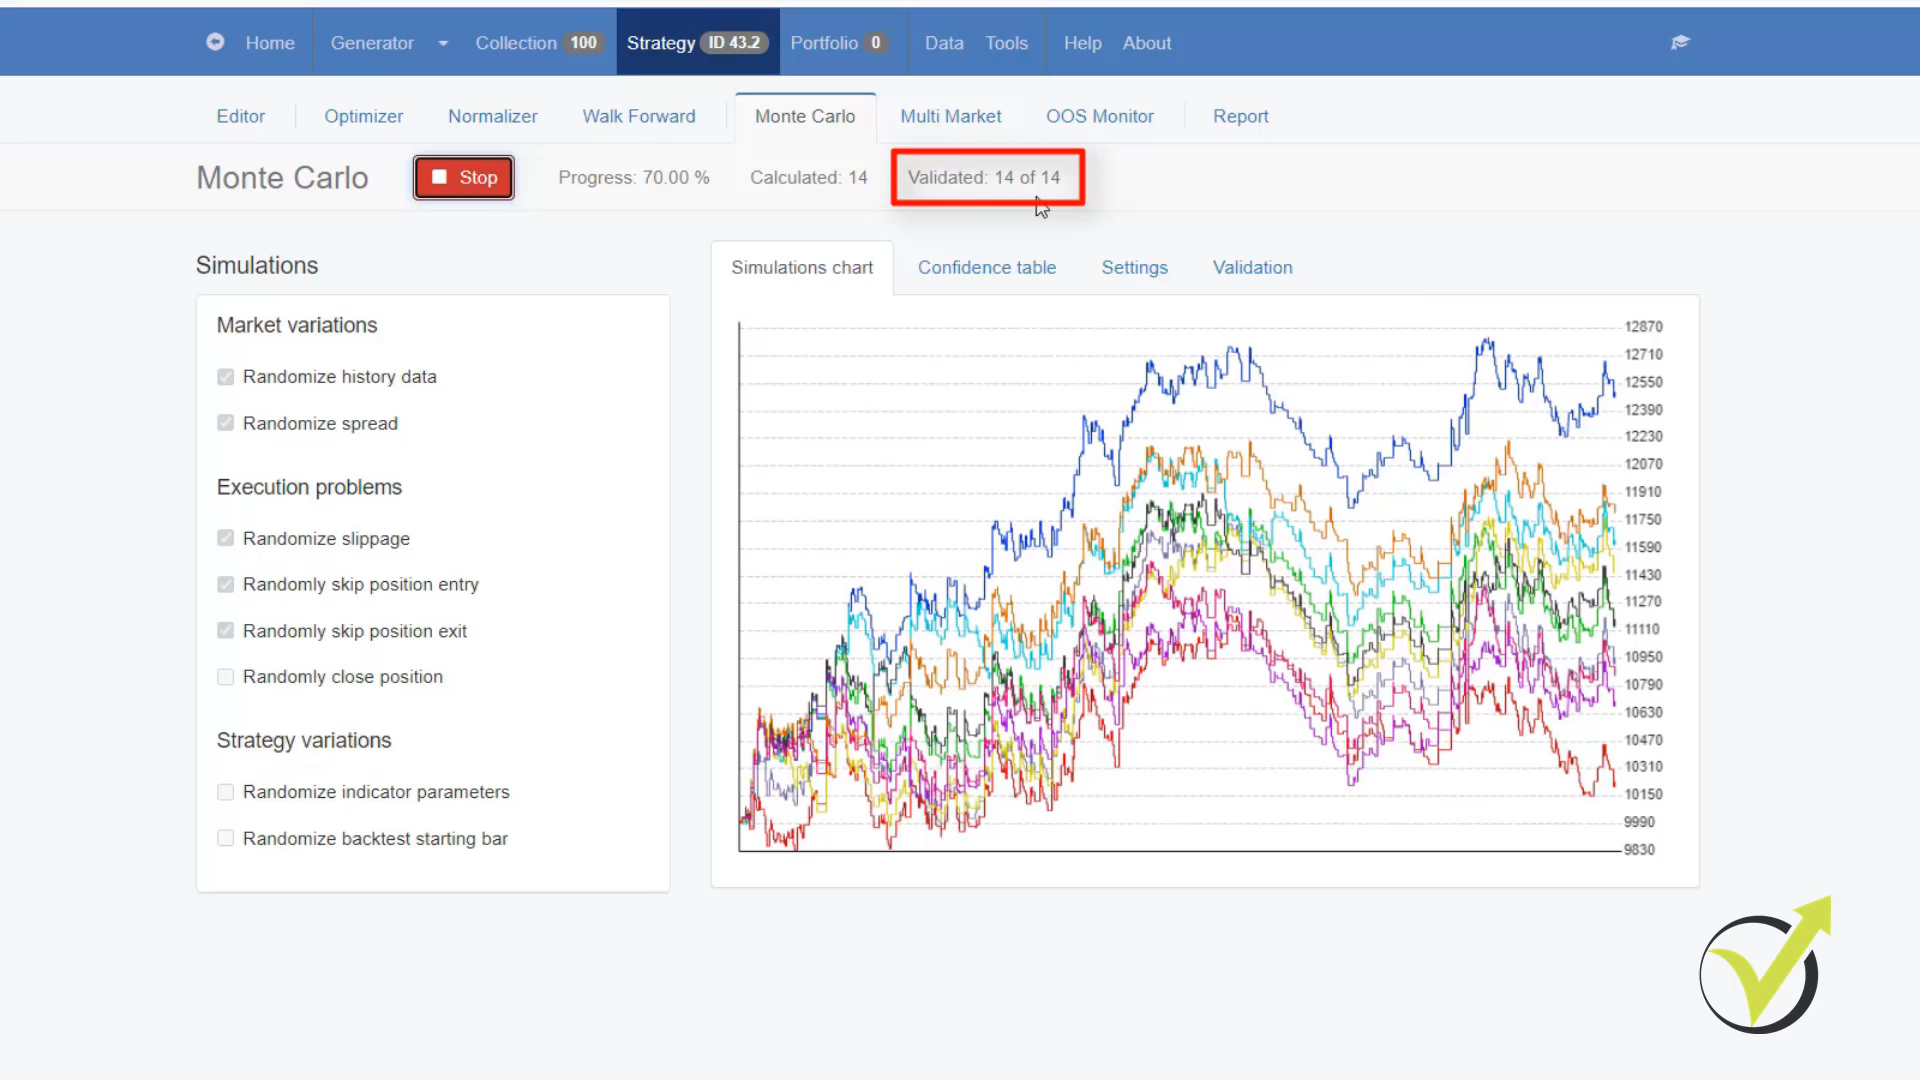 Home Generator Collection 100 Strategy ID 43.2 Portfolio 0 Data Tools Help About
Editor Optimizer Normalizer Walk Forward Monte Carlo Multi Market OOS Monitor Report
Monte Carlo Stop Progress: 70.00 % Calculated: 14 Validated: 14 of 14
Simulations
Simulations chart Confidence table Settings Validation
Market variations
Randomize history data
Randomize spread
Execution problems
Randomize slippage
Randomly skip position entry
Randomly skip position exit
Randomly close position
Strategy variations
Randomize indicator parameters
Randomize backtest starting bar
12870
12710
12550
12390
12230
12070
11910
11750
11590
11430
11270
11110
10950
10790
10630
10470
10310
10150
9990
9830